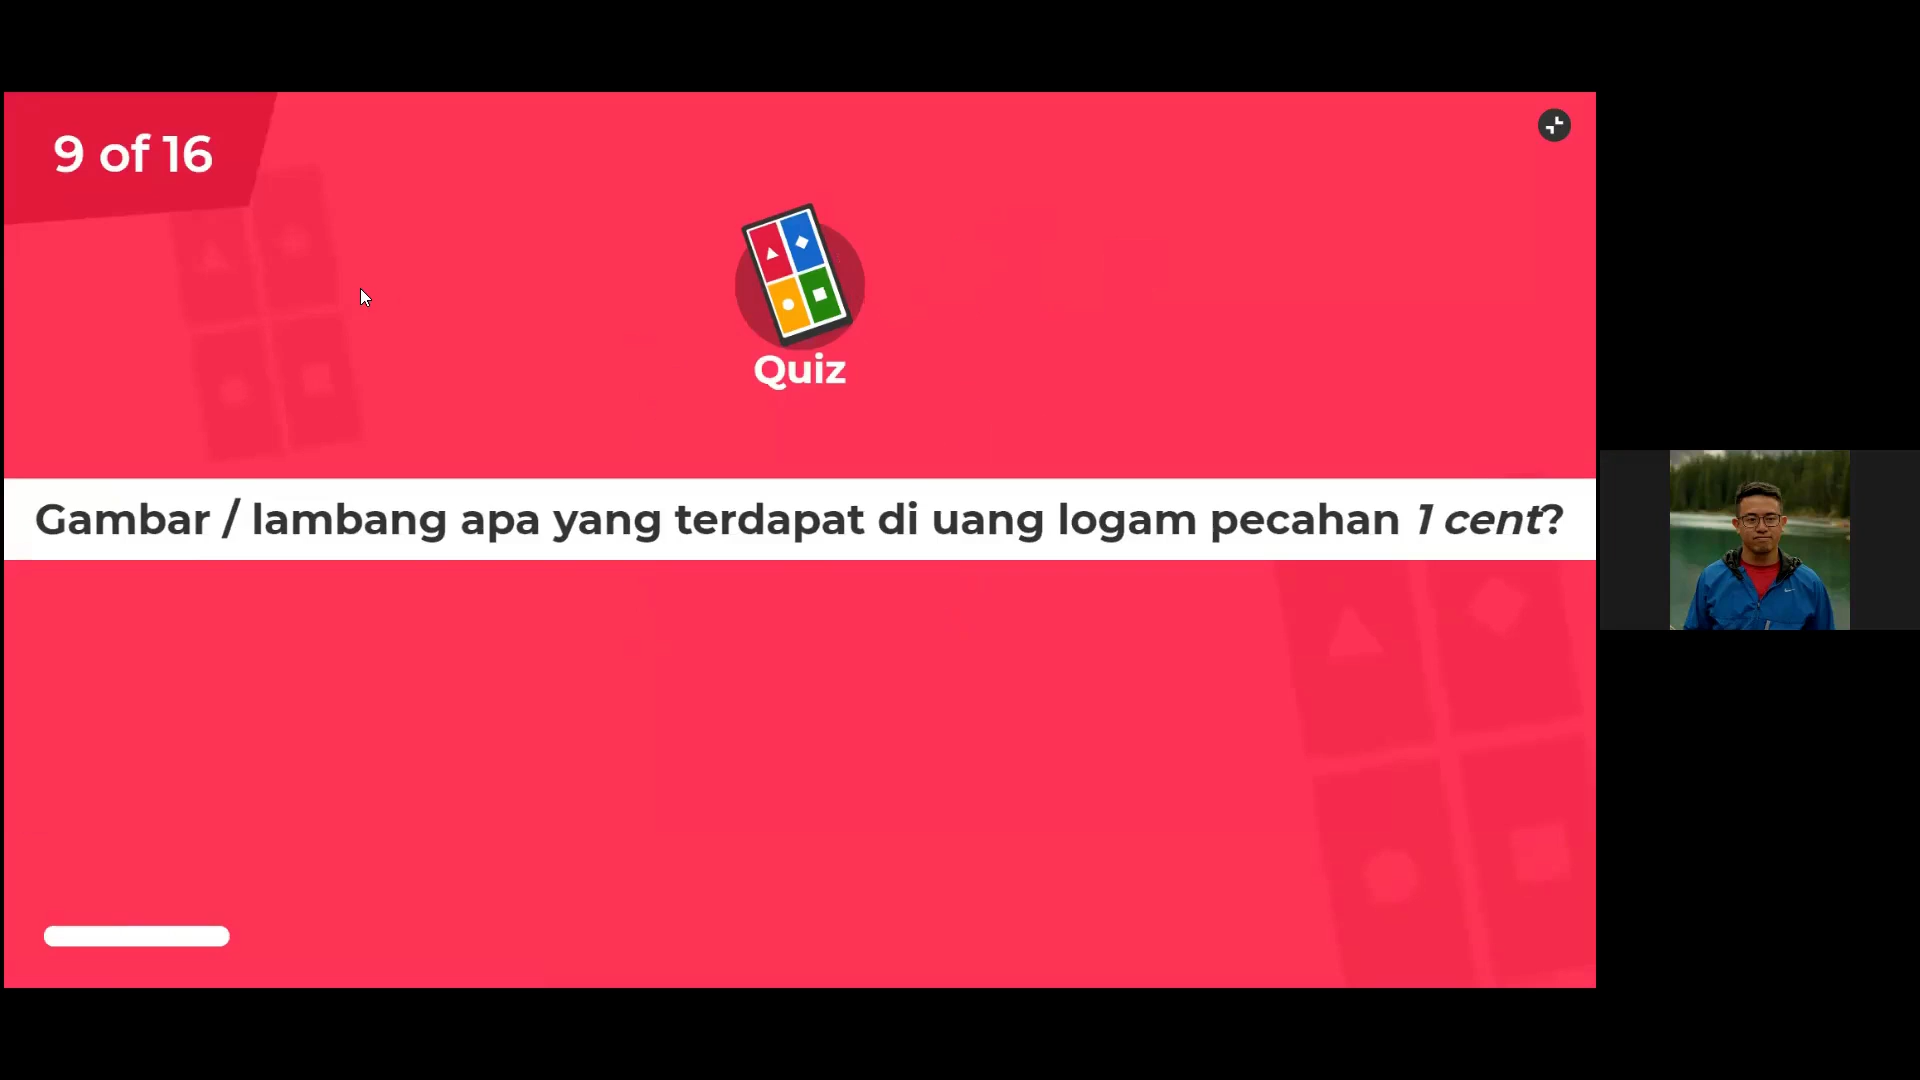 9 of 16
Quiz
Gambar / lambang apa yang terdapat di uang logam pecahan 1 cent?